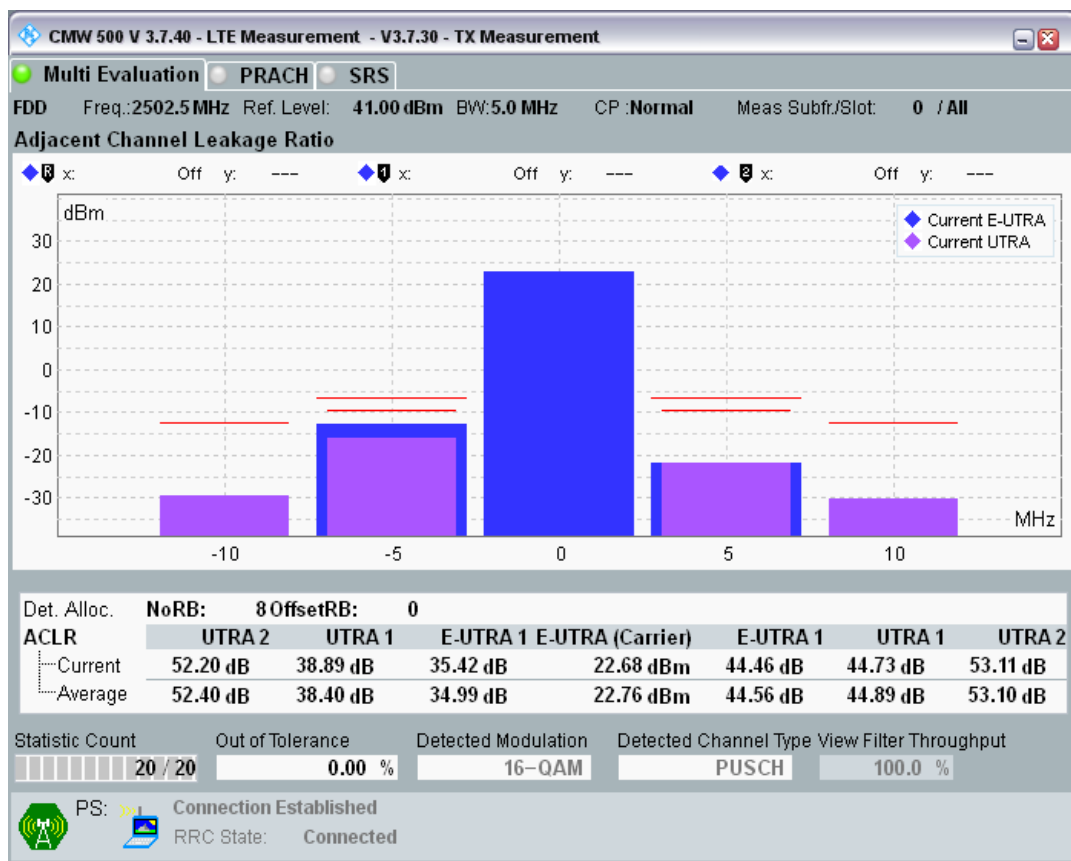 CMW 500 V 3.7.40 - LTE Measurement - V3.7.30 - TX Measurement
Multi Evaluation PRACH SRS
FDD Freq.:2502.5 MHz Ref. Level: 41.00 dBm BW:5.0 MHz CP :Normal Meas Subfr./Slot: 0 / All
Adjacent Channel Leakage Ratio
R x: Off y: --- 1 x: Off y: --- 2 x: Off y: ---
dBm
Current E-UTRA
Current UTRA
30
20
10
0
-10
-20
-30
MHz
-10 -5 0 5 10
Det. Alloc. NoRB: 8 OffsetRB: 0
ACLR UTRA 2 UTRA 1 E-UTRA 1 E-UTRA (Carrier) E-UTRA 1 UTRA 1 UTRA 2
Current 52.20 dB 38.89 dB 35.42 dB 22.68 dBm 44.46 dB 44.73 dB 53.11 dB
Average 52.40 dB 38.40 dB 34.99 dB 22.76 dBm 44.56 dB 44.89 dB 53.10 dB
Statistic Count Out of Tolerance Detected Modulation Detected Channel Type View Filter Throughput
20 / 20 0.00 % 16-QAM PUSCH 100.0 %
PS: Connection Established
RRC State: Connected